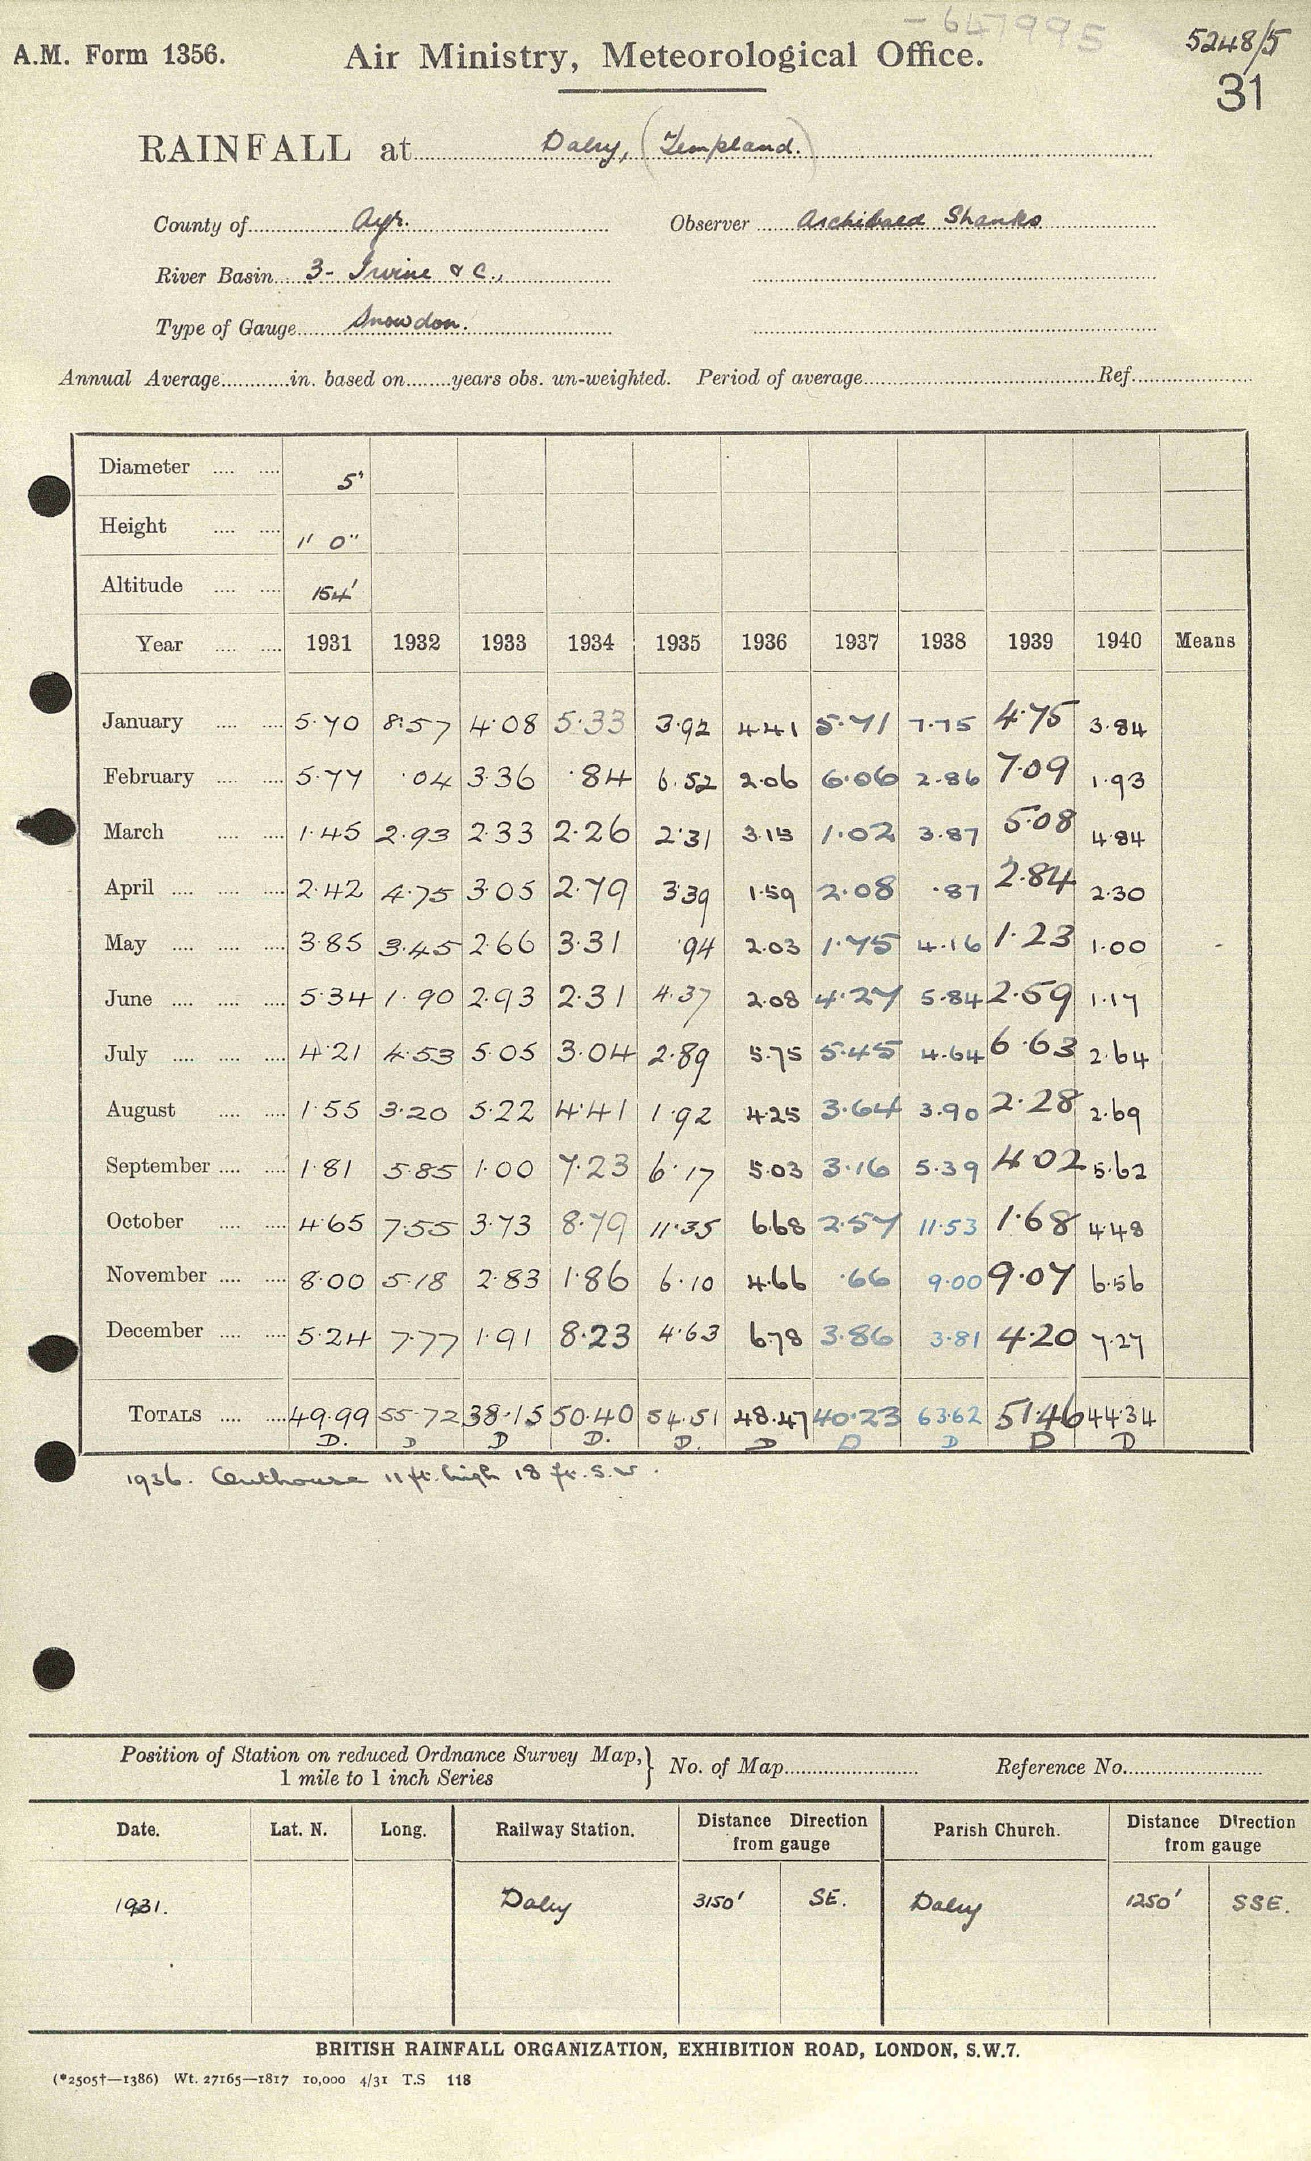 - 647995
A.M. Form 1356. Air Ministry, Meteorological Office. 5248/5
31
RAINFALL at Dalry, (Templand.)
County of Ayr. Observer Archibald Shanks
River Basin 3- Irvine & C.,
Type of Gauge Snowdon.
Annual Average............in. based on........years obs. un-weighted. Period of average.............Ref.............
Diameter .... .... 5"
Height .... .... 1' 0"
Altitude .... .... 154'
Year .... .... 1931 1932 1933 1934 1935 1936 1937 1938 1939 1940 Means
January .... .... 5.70 8.57 4.08 5.33 3.92 4.41 5.71 7.75 4.75 3.84
February .... .... 5.77 .04 3.36 .84 6.52 2.06 6.06 2.86 7.09 1.93
March .... .... 1.45 2.93 2.33 2.26 2.31 3.15 1.02 3.87 5.08 4.84
April .... .... .... 2.42 4.75 3.05 2.79 3.39 1.59 2.08 .87 2.84 2.30
May .... .... .... 3.85 3.45 2.66 3.31 .94 2.03 1.75 4.16 1.23 1.00
June .... .... .... 5.34 1.90 2.93 2.31 4.37 2.08 4.27 5.84 2.59 1.17
July .... .... .... 4.21 4.53 5.05 3.04 2.89 5.75 5.45 4.64 6.63 2.64
August .... .... 1.55 3.20 5.22 4.41 1.92 4.25 3.64 3.90 2.28 2.69
September .... .... 1.81 5.85 1.00 7.23 6.17 5.03 3.16 5.39 4.02 5.62
October .... .... 4.65 7.55 3.73 8.79 11.35 6.68 2.57 11.53 1.68 4.48
November .... .... 8.00 5.18 2.83 1.86 6.10 4.66 .66 9.00 9.07 6.56
December .... .... 5.24 7.77 1.91 8.23 4.63 6.78 3.86 3.81 4.20 7.27
TOTALS .... .... 49.99 55.72 38.15 50.40 54.51 48.47 40.23 63.62 51.46 44.34
D. D D D. D. D D D D D
1936. Outhouse 11 ft. high 18 ft. S.W.
Position of Station on reduced Ordnance Survey Map, } No. of Map........................ Reference No.........................
1 mile to 1 inch Series
Date. Lat. N. Long. Railway Station. Distance Direction Parish Church. Distance Direction
from gauge from gauge
1931. Dalry 3150' SE. Dalry 1250' SSE.
BRITISH RAINFALL ORGANIZATION, EXHIBITION ROAD, LONDON, S.W.7.
(*2505†—1386) Wt. 27165—1817 10,000 4/31 T.S 118